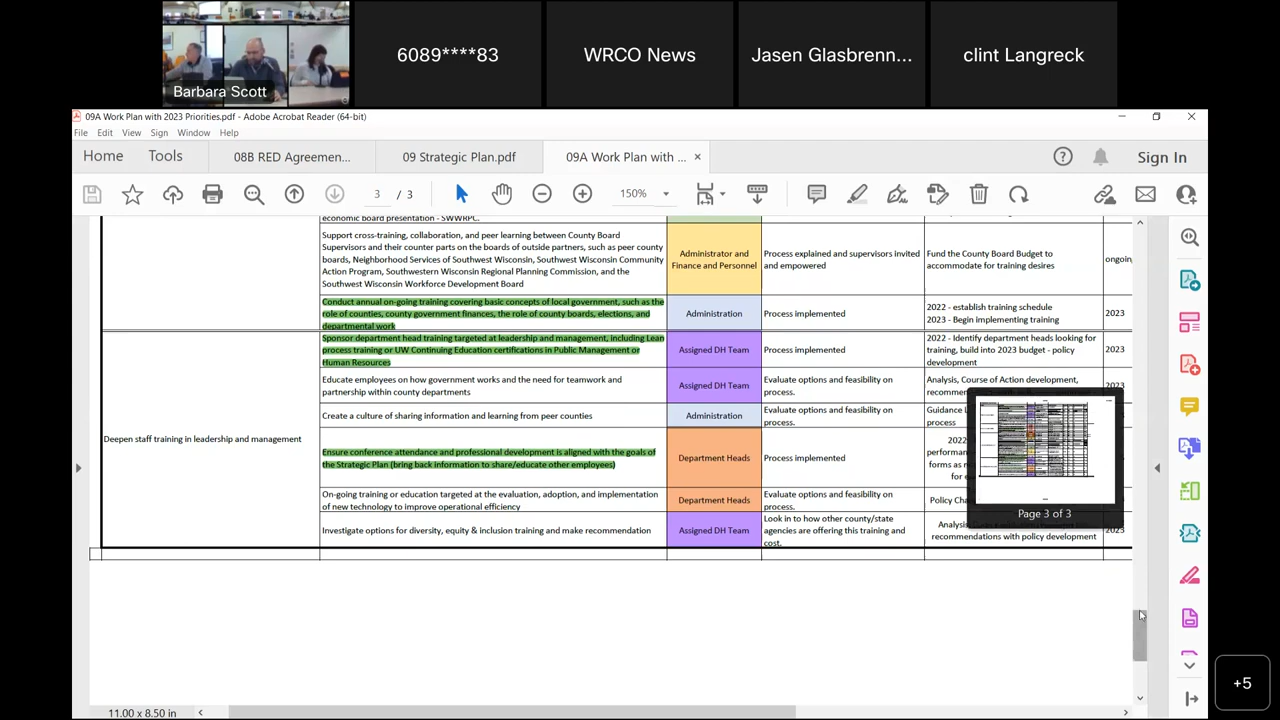 6089****83
WRCO News
Jasen Glasbrenn...
clint Langreck
Barbara Scott
09A Work Plan with 2023 Priorities.pdf - Adobe Acrobat Reader (64-bit)
File Edit View Sign Window Help
Home Tools 08B RED Agreemen... 09 Strategic Plan.pdf 09A Work Plan with ... ×
Sign In
3 / 3
150%
economic board presentation - SWWRPC.
Support cross-training, collaboration, and peer learning between County Board
Supervisors and their counter parts on the boards of outside partners, such as peer county
boards, Neighborhood Services of Southwest Wisconsin, Southwest Wisconsin Community
Action Program, Southwestern Wisconsin Regional Planning Commission, and the
Southwest Wisconsin Workforce Development Board
Administrator and
Finance and Personnel
Process explained and supervisors invited
and empowered
Fund the County Board Budget to
accommodate for training desires
ongoing
Conduct annual on-going training covering basic concepts of local government, such as the
role of counties, county government finances, the role of county boards, elections, and
departmental work
Administration
Process implemented
2022 - establish training schedule
2023 - Begin implementing training
2023
Deepen staff training in leadership and management
Sponsor department head training targeted at leadership and management, including Lean
process training or UW Continuing Education certifications in Public Management or
Human Resources
Assigned DH Team
Process implemented
2022 - Identify department heads looking for
training, build into 2023 budget - policy
development
2023
Educate employees on how government works and the need for teamwork and
partnership within county departments
Assigned DH Team
Evaluate options and feasibility on
process.
Analysis, Course of Action development,
recommen
2023
Create a culture of sharing information and learning from peer counties
Administration
Evaluate options and feasibility on
process.
Guidance
process
Ensure conference attendance and professional development is aligned with the goals of
the Strategic Plan (bring back information to share/educate other employees)
Department Heads
Process implemented
2022
performa
forms as n
for e
On-going training or education targeted at the evaluation, adoption, and implementation
of new technology to improve operational efficiency
Department Heads
Evaluate options and feasibility on
process.
Policy Cha
Investigate options for diversity, equity & inclusion training and make recommendation
Assigned DH Team
Look in to how other county/state
agencies are offering this training and
cost.
Analysis
recommendations with policy development
2023
Page 3 of 3
11.00 x 8.50 in
+5